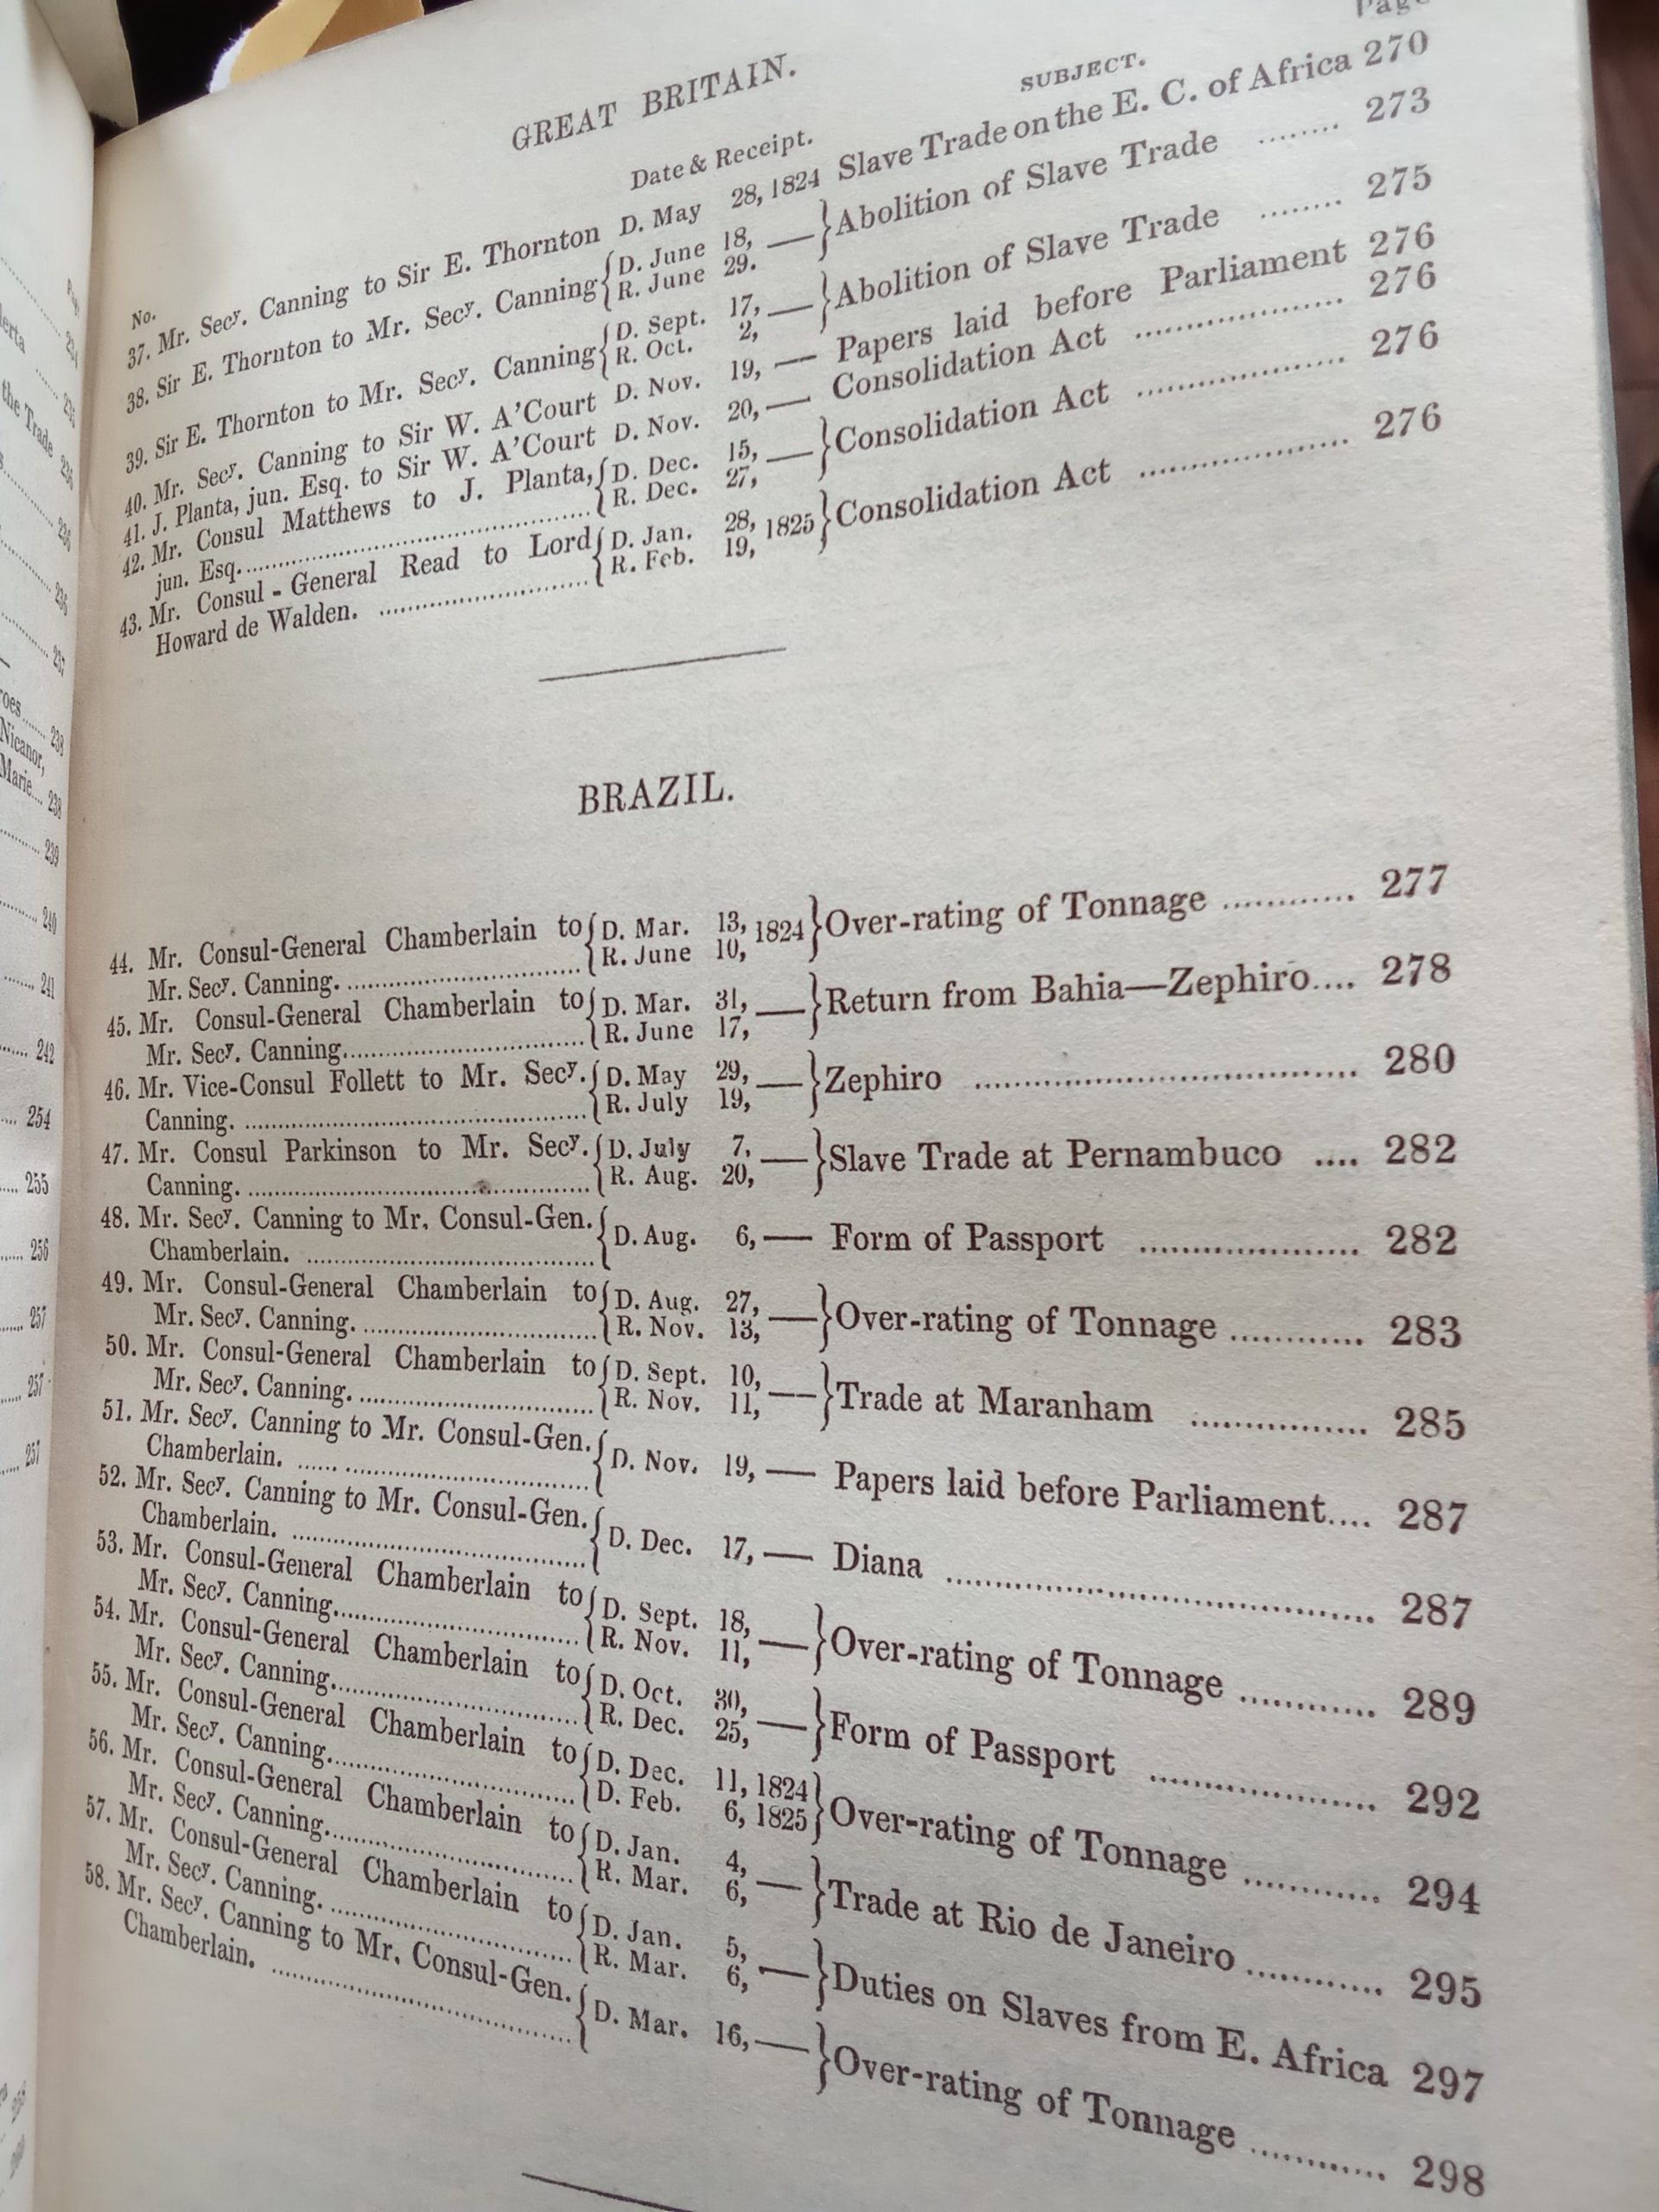 GREAT BRITAIN.
Page
No. Date & Receipt. SUBJECT.
37. Mr. Secy. Canning to Sir E. Thornton D. May 28, 1824 Slave Trade on the E. C. of Africa 270
38. Sir E. Thornton to Mr. Secy. Canning { D. June 18, — } Abolition of Slave Trade ........ 273
R. June 29.
39. Sir E. Thornton to Mr. Secy. Canning { D. Sept. 17, — } Abolition of Slave Trade ........ 275
R. Oct. 2,
40. Mr. Secy. Canning to Sir W. A'Court D. Nov. 19, — Papers laid before Parliament 276
41. J. Planta, jun. Esq. to Sir W. A'Court D. Nov. 20, — Consolidation Act .................... 276
42. Mr. Consul Matthews to J. Planta, { D. Dec. 15, — } Consolidation Act .................... 276
jun. Esq. .................... R. Dec. 27,
43. Mr. Consul - General Read to Lord { D. Jan. 28, 1825 } Consolidation Act .................... 276
Howard de Walden. .................... R. Feb. 19,
BRAZIL.
44. Mr. Consul-General Chamberlain to { D. Mar. 13, 1824 } Over-rating of Tonnage ............ 277
Mr. Secy. Canning. .................... R. June 10,
45. Mr. Consul-General Chamberlain to { D. Mar. 31, — } Return from Bahia—Zephiro.... 278
Mr. Secy. Canning. .................... R. June 17,
46. Mr. Vice-Consul Follett to Mr. Secy. { D. May 29, — } Zephiro .................... 280
Canning. .................... R. July 19,
47. Mr. Consul Parkinson to Mr. Secy. { D. July 7, — } Slave Trade at Pernambuco .... 282
Canning. .................... R. Aug. 20,
48. Mr. Secy. Canning to Mr. Consul-Gen. { D. Aug. 6, — Form of Passport .................... 282
Chamberlain. ....................
49. Mr. Consul-General Chamberlain to { D. Aug. 27, — } Over-rating of Tonnage ............ 283
Mr. Secy. Canning. .................... R. Nov. 13,
50. Mr. Consul-General Chamberlain to { D. Sept. 10, — } Trade at Maranham ................ 285
Mr. Secy. Canning. .................... R. Nov. 11,
51. Mr. Secy. Canning to Mr. Consul-Gen. { D. Nov. 19, — Papers laid before Parliament.... 287
Chamberlain. ....................
52. Mr. Secy. Canning to Mr. Consul-Gen. { D. Dec. 17, — Diana .................... 287
Chamberlain. ....................
53. Mr. Consul-General Chamberlain to { D. Sept. 18, — } Over-rating of Tonnage ............ 289
Mr. Secy. Canning. .................... R. Nov. 11,
54. Mr. Consul-General Chamberlain to { D. Oct. 30, — } Form of Passport .................... 292
Mr. Secy. Canning. .................... R. Dec. 25,
55. Mr. Consul-General Chamberlain to { D. Dec. 11, 1824 } Over-rating of Tonnage ............ 294
Mr. Secy. Canning. .................... D. Feb. 6, 1825
56. Mr. Consul-General Chamberlain to { D. Jan. 4, — } Trade at Rio de Janeiro ............ 295
Mr. Secy. Canning. .................... R. Mar. 6,
57. Mr. Consul-General Chamberlain to { D. Jan. 5, — } Duties on Slaves from E. Africa 297
Mr. Secy. Canning. .................... R. Mar. 6,
58. Mr. Secy. Canning to Mr. Consul-Gen. { D. Mar. 16, — } Over-rating of Tonnage ............ 298
Chamberlain. ....................